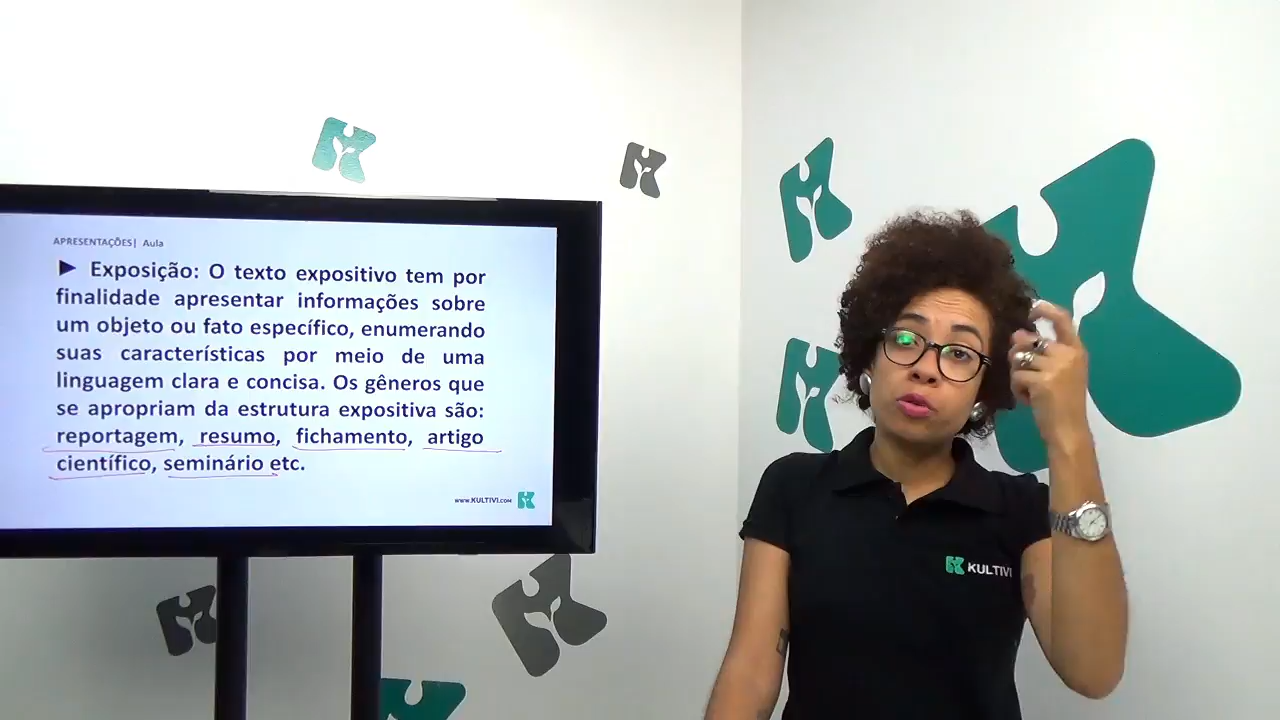 APRESENTAÇÕES| Aula
► Exposição: O texto expositivo tem por
finalidade apresentar informações sobre
um objeto ou fato específico, enumerando
suas características por meio de uma
linguagem clara e concisa. Os gêneros que
se apropriam da estrutura expositiva são:
reportagem, resumo, fichamento, artigo
científico, seminário etc.
www.KULTIVI.com
KULTIVI